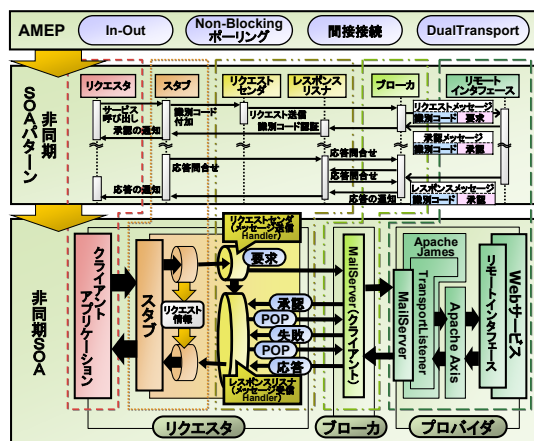 AMEP
In-Out
Non-Blocking
ポーリング
間接接続
DualTransport
非同期
SOAパターン
リクエスタ
スタブ
リクエスト
センダ
レスポンス
リスナ
ブローカ
リモート
インタフェース
サービス
呼び出し
識別コード
付加
リクエスト送信
リクエストメッセージ
識別コード
要求
承認の通知
識別コード認証
承認メッセージ
識別コード
承認
応答問合せ
応答問合せ
応答問合せ
レスポンスメッセージ
識別コード
承認
応答の通知
応答の通知
非同期SOA
クライアント
アプリケーション
スタブ
リクエスト
情報
リクエストセンダ
(メッセージ送信
Handler)
要求
承認
POP
失敗
POP
応答
レスポンスリスナ
(メッセージ受信
Handler)
MailServer(クライアント)
Apache
James
MailServer
TransportListener
Apache Axis
リモートインタフェース
Webサービス
リクエスタ
ブローカ
プロバイダ